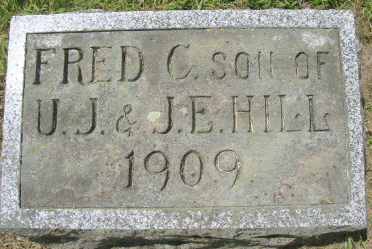 FRED C. SON OF
U.J. & J.E. HILL
1909